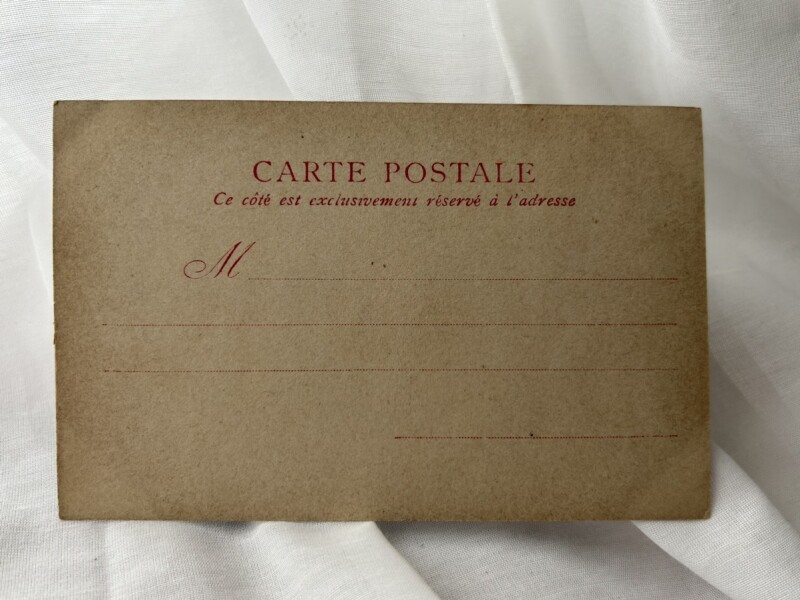 CARTE POSTALE
Ce côté est exclusivement réservé à l'adresse
M